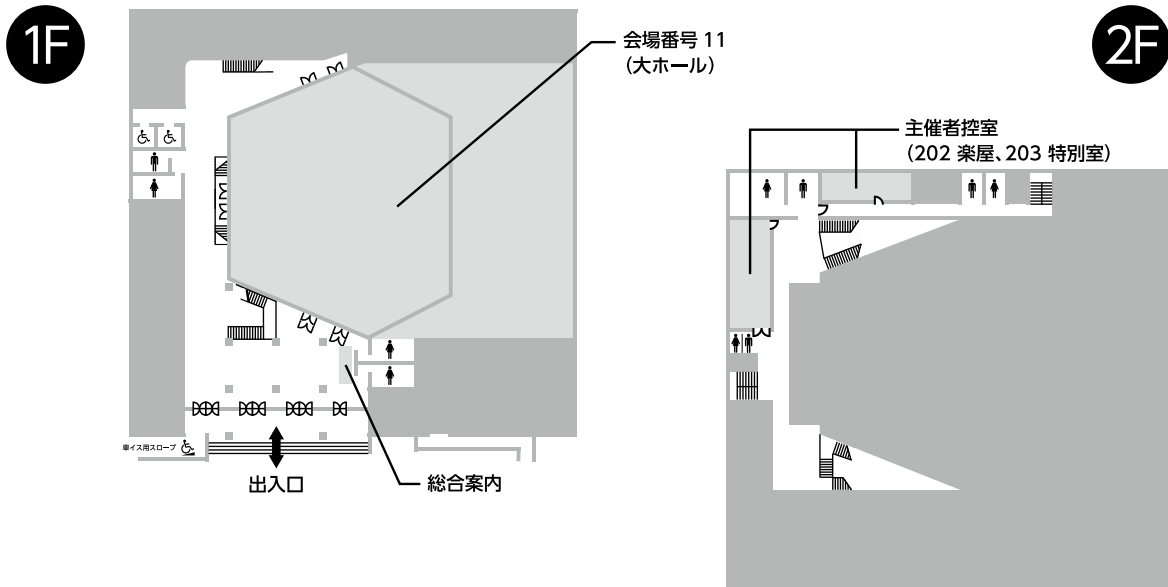 1F
会場番号 11
（大ホール）
車イス用スロープ
出入口
総合案内
2F
主催者控室
（202 楽屋、203 特別室）